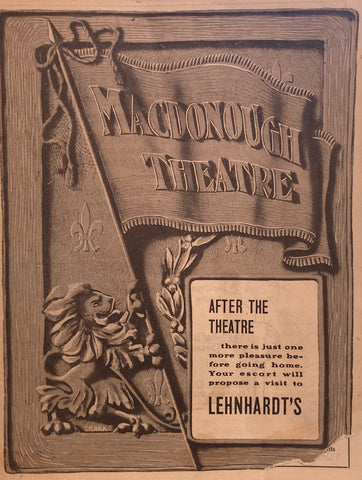 MACDONOUGH
THEATRE
AFTER THE
THEATRE
there is just one
more pleasure be-
fore going home.
Your escort will
propose a visit to
LEHNHARDT'S
SIERRA